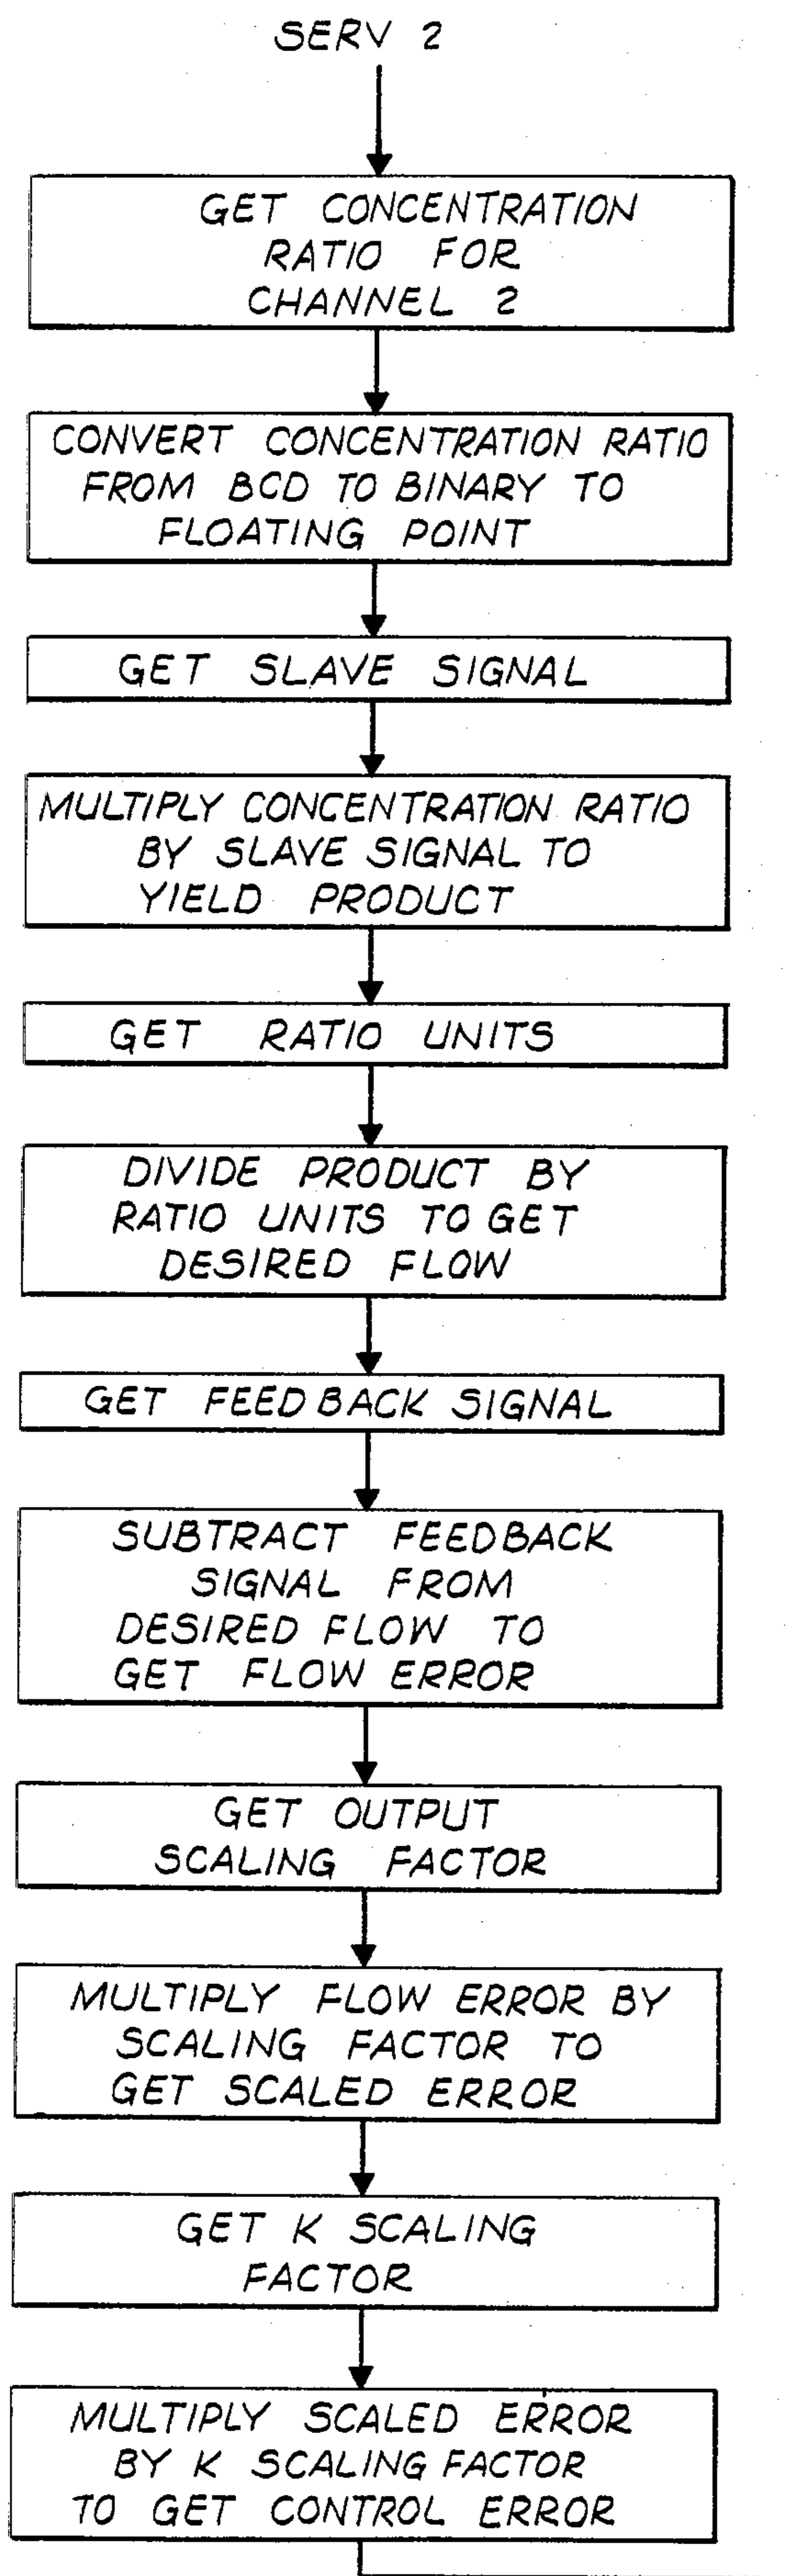 SERV 2
GET CONCENTRATION
RATIO FOR
CHANNEL 2
CONVERT CONCENTRATION RATIO
FROM BCD TO BINARY TO
FLOATING POINT
GET SLAVE SIGNAL
MULTIPLY CONCENTRATION RATIO
BY SLAVE SIGNAL TO
YIELD PRODUCT
GET RATIO UNITS
DIVIDE PRODUCT BY
RATIO UNITS TO GET
DESIRED FLOW
GET FEEDBACK SIGNAL
SUBTRACT FEEDBACK
SIGNAL FROM
DESIRED FLOW TO
GET FLOW ERROR
GET OUTPUT
SCALING FACTOR
MULTIPLY FLOW ERROR BY
SCALING FACTOR TO
GET SCALED ERROR
GET K SCALING
FACTOR
MULTIPLY SCALED ERROR
BY K SCALING FACTOR
TO GET CONTROL ERROR